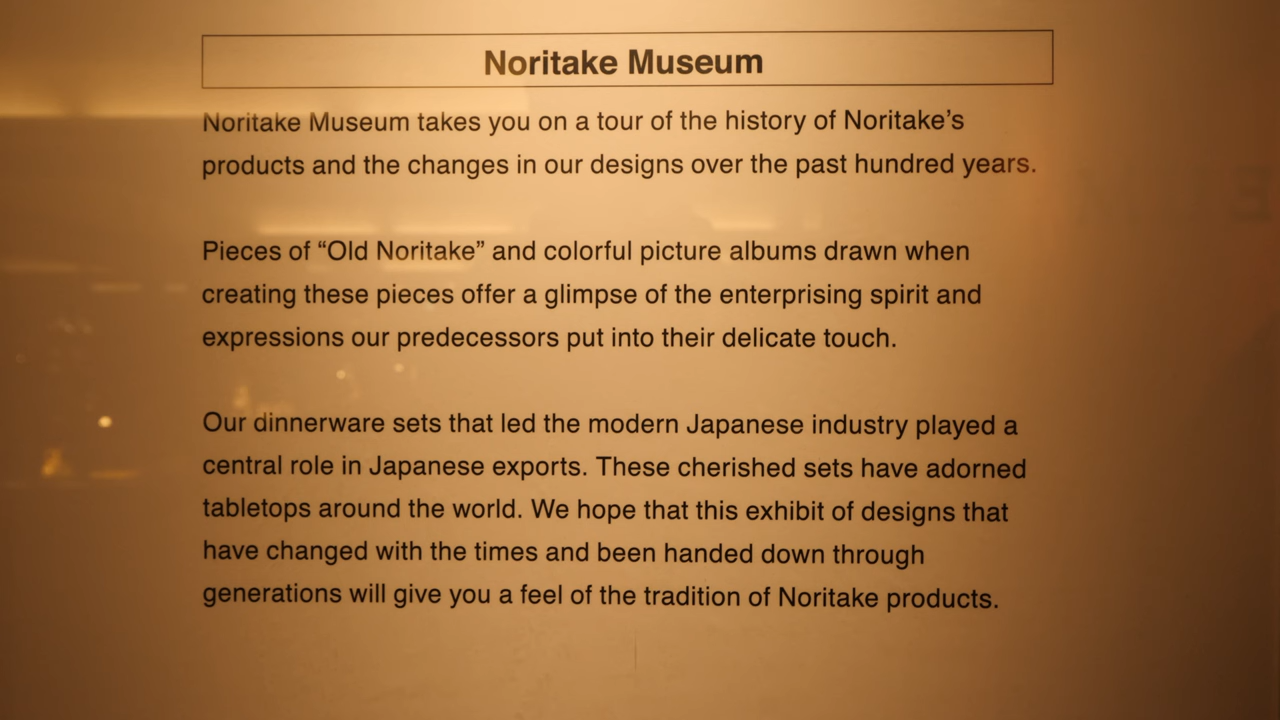 Noritake Museum
Noritake Museum takes you on a tour of the history of Noritake’s
products and the changes in our designs over the past hundred years.
Pieces of “Old Noritake” and colorful picture albums drawn when
creating these pieces offer a glimpse of the enterprising spirit and
expressions our predecessors put into their delicate touch.
Our dinnerware sets that led the modern Japanese industry played a
central role in Japanese exports. These cherished sets have adorned
tabletops around the world. We hope that this exhibit of designs that
have changed with the times and been handed down through
generations will give you a feel of the tradition of Noritake products.